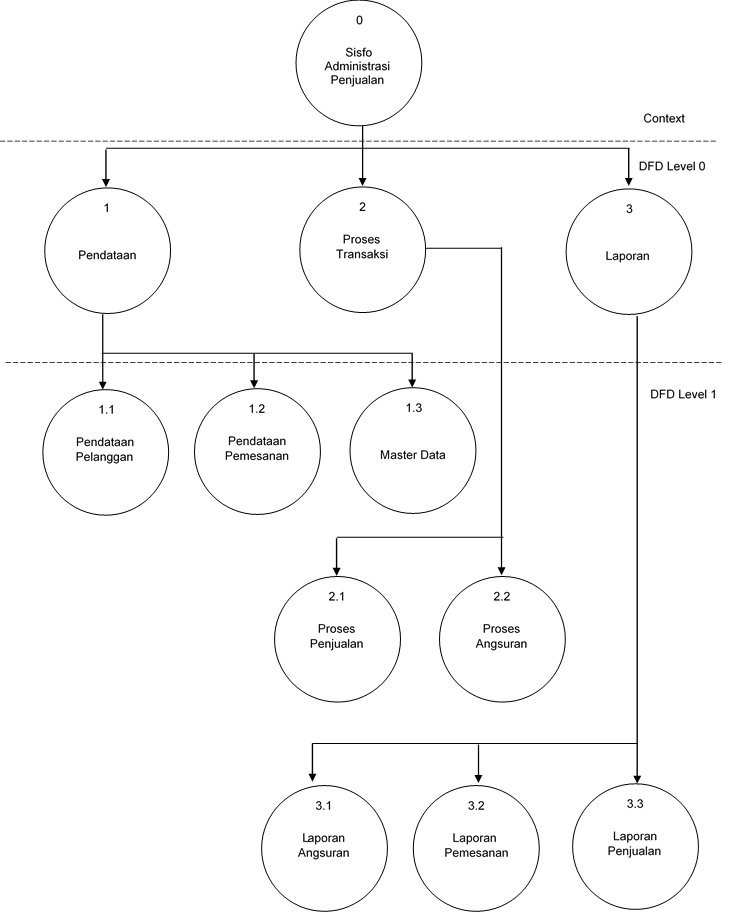 0
Sisfo
Administrasi
Penjualan
Context
DFD Level 0
1
Pendataan
2
Proses
Transaksi
3
Laporan
DFD Level 1
1.1
Pendataan
Pelanggan
1.2
Pendataan
Pemesanan
1.3
Master Data
2.1
Proses
Penjualan
2.2
Proses
Angsuran
3.1
Laporan
Angsuran
3.2
Laporan
Pemesanan
3.3
Laporan
Penjualan